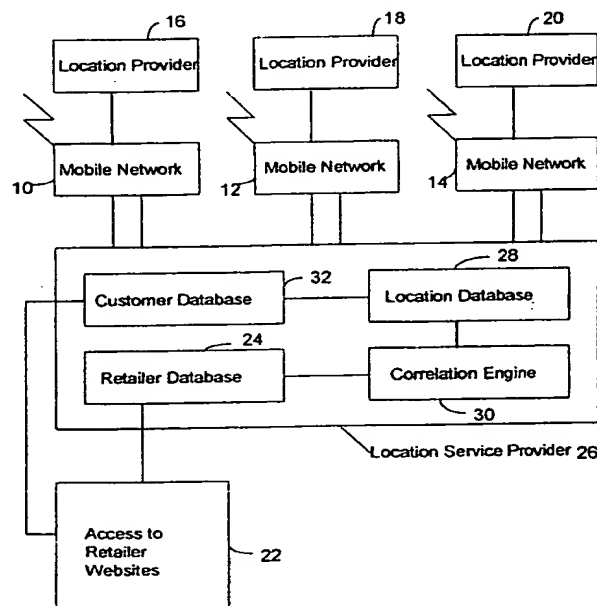 16
18
20
Location Provider
Location Provider
Location Provider
Mobile Network
Mobile Network
Mobile Network
10
12
14
28
Customer Database
32
Location Database
24
Retailer Database
Correlation Engine
30
Location Service Provider 26
Access to
Retailer
Websites
22